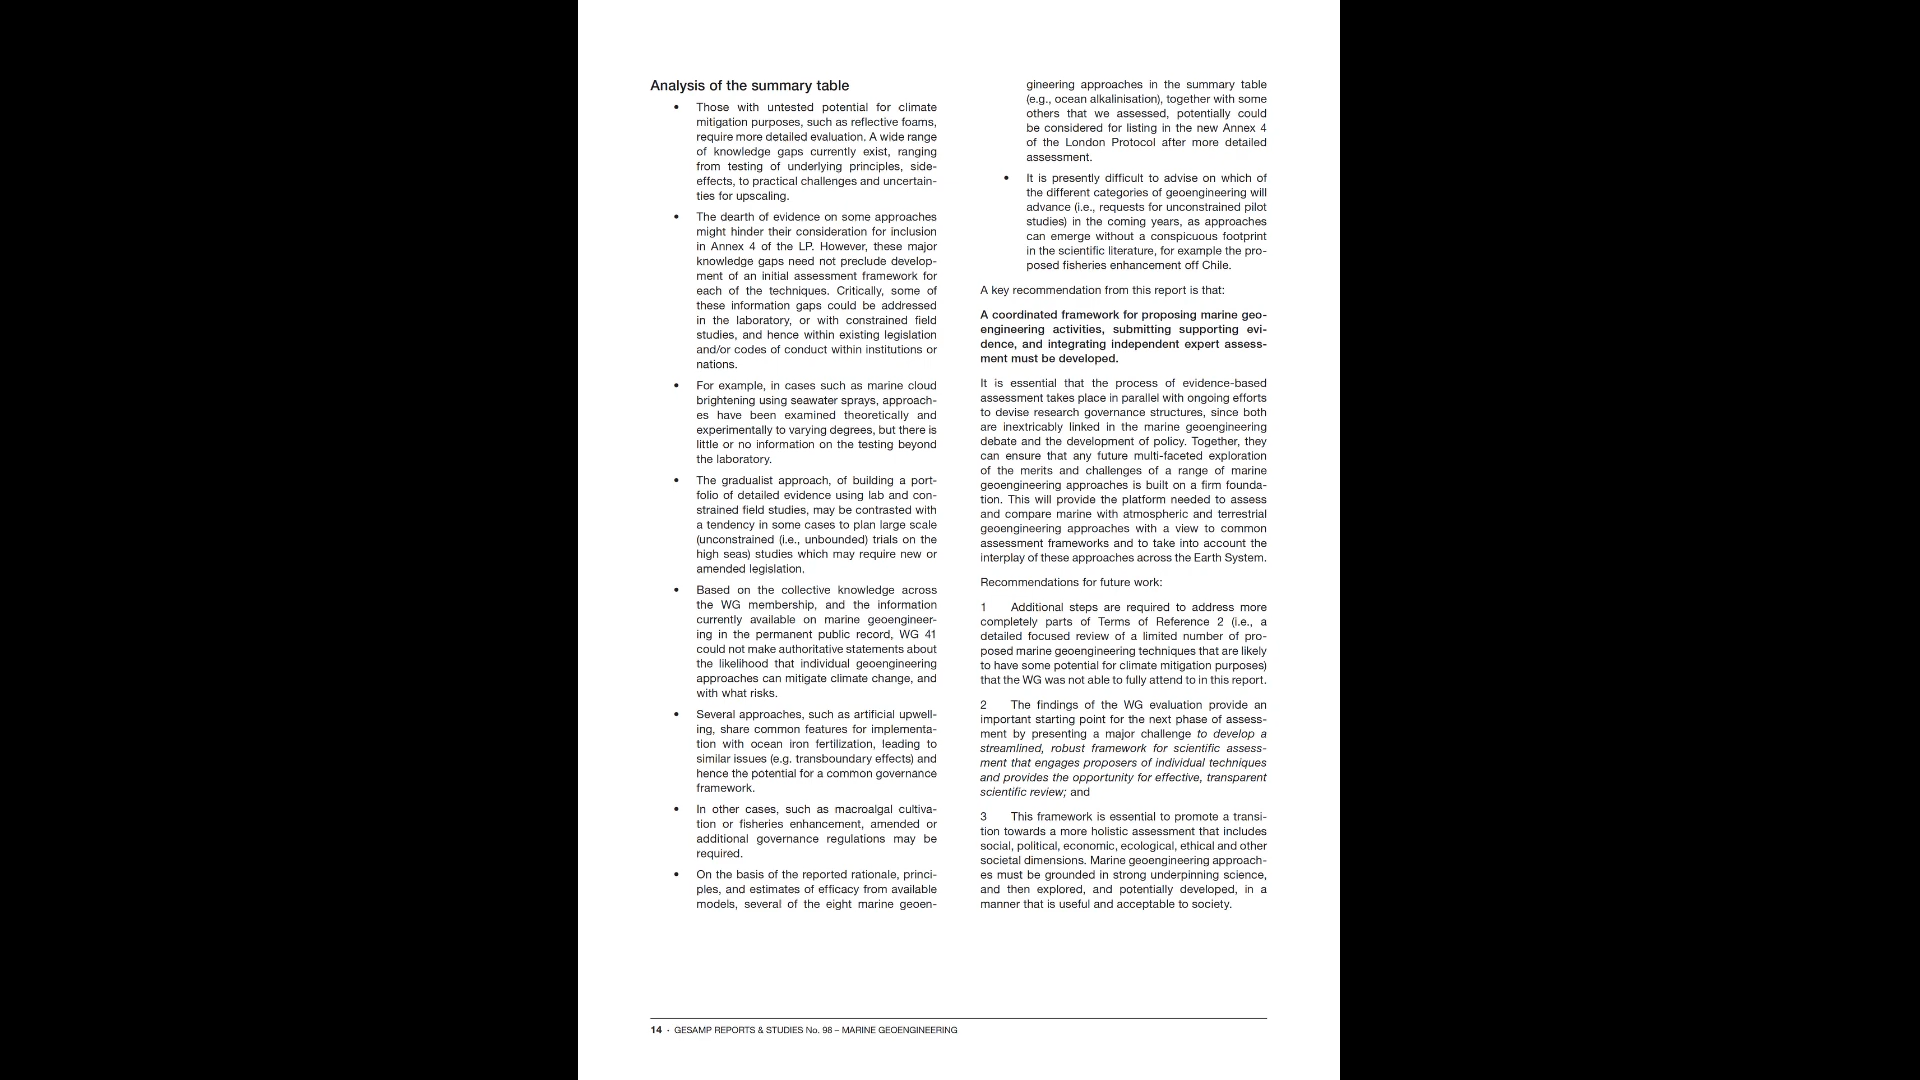 Analysis of the summary table
• Those with untested potential for climate
mitigation purposes, such as reflective foams,
require more detailed evaluation. A wide range
of knowledge gaps currently exist, ranging
from testing of underlying principles, side-
effects, to practical challenges and uncertain-
ties for upscaling.
• The dearth of evidence on some approaches
might hinder their consideration for inclusion
in Annex 4 of the LP. However, these major
knowledge gaps need not preclude develop-
ment of an initial assessment framework for
each of the techniques. Critically, some of
these information gaps could be addressed
in the laboratory, or with constrained field
studies, and hence within existing legislation
and/or codes of conduct within institutions or
nations.
• For example, in cases such as marine cloud
brightening using seawater sprays, approach-
es have been examined theoretically and
experimentally to varying degrees, but there is
little or no information on the testing beyond
the laboratory.
• The gradualist approach, of building a port-
folio of detailed evidence using lab and con-
strained field studies, may be contrasted with
a tendency in some cases to plan large scale
(unconstrained (i.e., unbounded) trials on the
high seas) studies which may require new or
amended legislation.
• Based on the collective knowledge across
the WG membership, and the information
currently available on marine geoengineer-
ing in the permanent public record, WG 41
could not make authoritative statements about
the likelihood that individual geoengineering
approaches can mitigate climate change, and
with what risks.
• Several approaches, such as artificial upwell-
ing, share common features for implementa-
tion with ocean iron fertilization, leading to
similar issues (e.g. transboundary effects) and
hence the potential for a common governance
framework.
• In other cases, such as macroalgal cultiva-
tion or fisheries enhancement, amended or
additional governance regulations may be
required.
• On the basis of the reported rationale, princi-
ples, and estimates of efficacy from available
models, several of the eight marine geoen-
gineering approaches in the summary table
(e.g., ocean alkalinisation), together with some
others that we assessed, potentially could
be considered for listing in the new Annex 4
of the London Protocol after more detailed
assessment.
• It is presently difficult to advise on which of
the different categories of geoengineering will
advance (i.e., requests for unconstrained pilot
studies) in the coming years, as approaches
can emerge without a conspicuous footprint
in the scientific literature, for example the pro-
posed fisheries enhancement off Chile.
A key recommendation from this report is that:
A coordinated framework for proposing marine geo-
engineering activities, submitting supporting evi-
dence, and integrating independent expert assess-
ment must be developed.
It is essential that the process of evidence-based
assessment takes place in parallel with ongoing efforts
to devise research governance structures, since both
are inextricably linked in the marine geoengineering
debate and the development of policy. Together, they
can ensure that any future multi-faceted exploration
of the merits and challenges of a range of marine
geoengineering approaches is built on a firm founda-
tion. This will provide the platform needed to assess
and compare marine with atmospheric and terrestrial
geoengineering approaches with a view to common
assessment frameworks and to take into account the
interplay of these approaches across the Earth System.
Recommendations for future work:
1 Additional steps are required to address more
completely parts of Terms of Reference 2 (i.e., a
detailed focused review of a limited number of pro-
posed marine geoengineering techniques that are likely
to have some potential for climate mitigation purposes)
that the WG was not able to fully attend to in this report.
2 The findings of the WG evaluation provide an
important starting point for the next phase of assess-
ment by presenting a major challenge to develop a
streamlined, robust framework for scientific assess-
ment that engages proposers of individual techniques
and provides the opportunity for effective, transparent
scientific review; and
3 This framework is essential to promote a transi-
tion towards a more holistic assessment that includes
social, political, economic, ecological, ethical and other
societal dimensions. Marine geoengineering approach-
es must be grounded in strong underpinning science,
and then explored, and potentially developed, in a
manner that is useful and acceptable to society.
14 · GESAMP REPORTS & STUDIES No. 98 – MARINE GEOENGINEERING